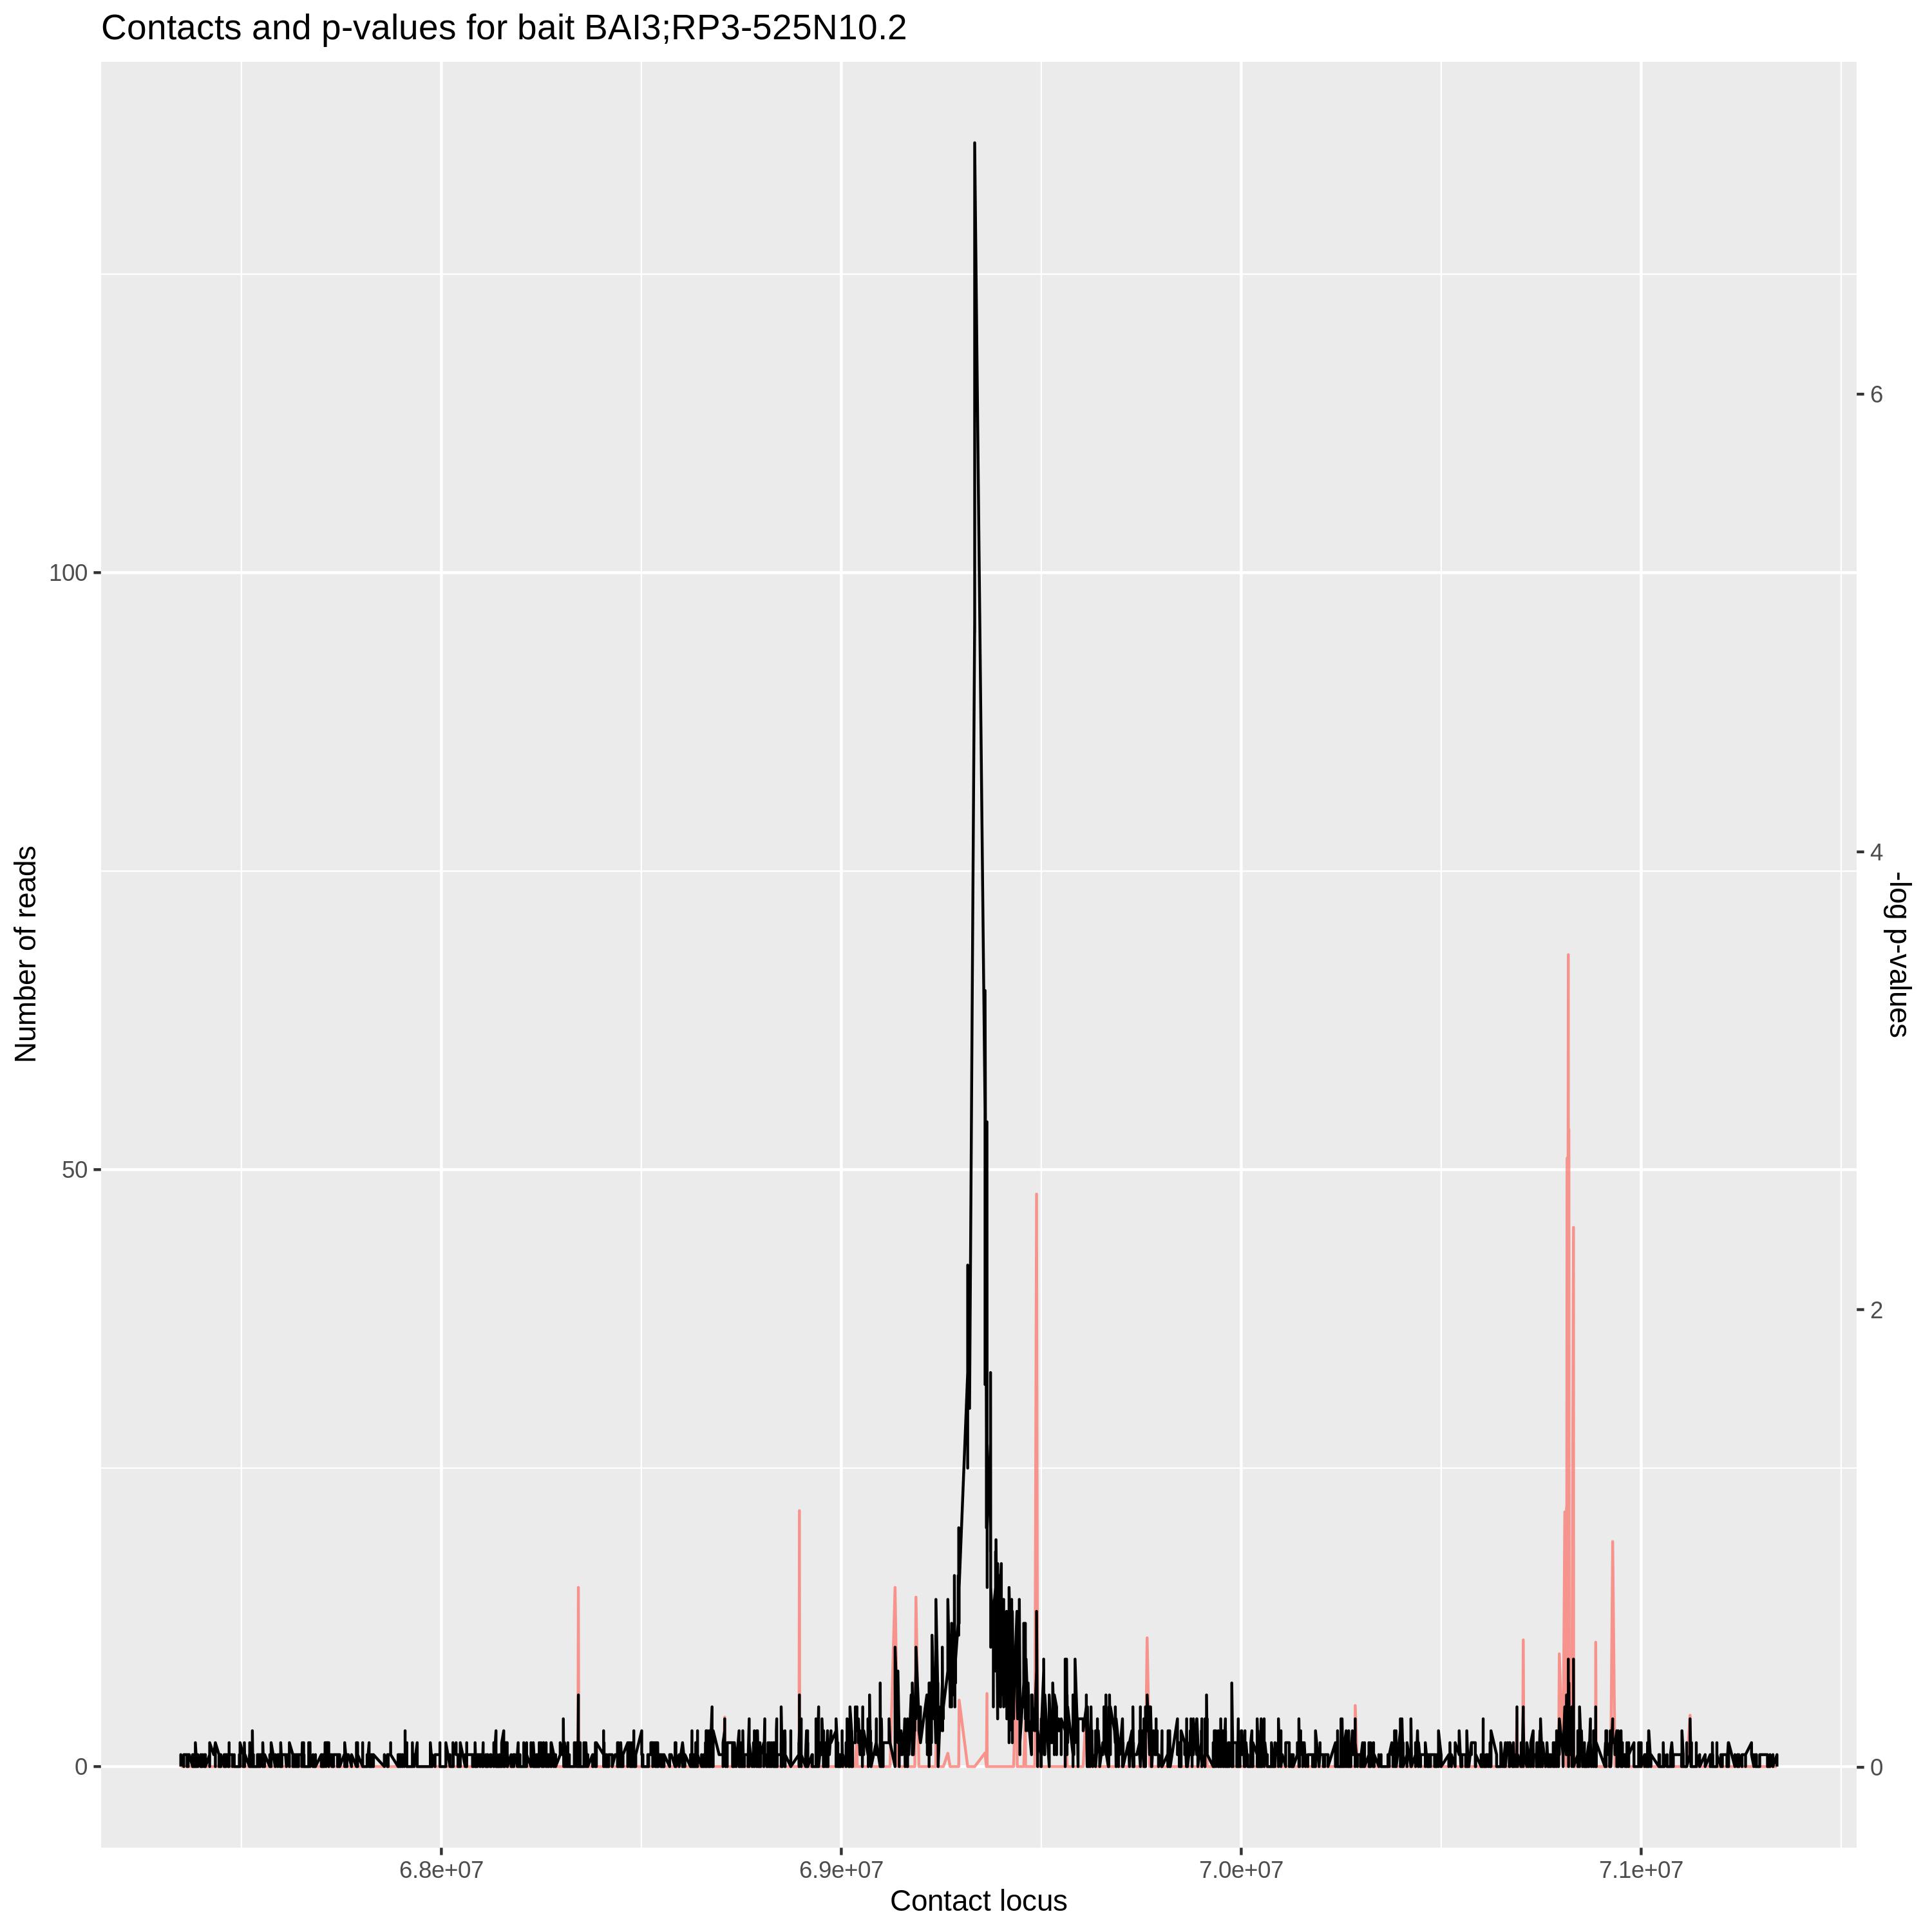 Contacts and p-values for bait BAI3;RP3-525N10.2
Number of reads
100
50
0
6
4
2
0
-log p-values
6.8e+07
6.9e+07
7.0e+07
7.1e+07
Contact locus